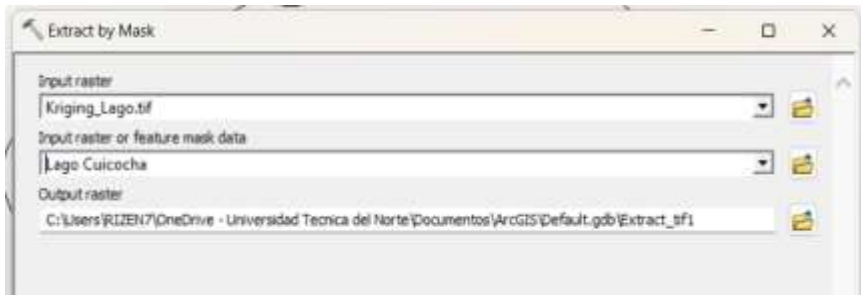 Extract by Mask
Input raster
Kriging_Lago.tif
Input raster or feature mask data
Lago Cuicocha
Output raster
C:\Users\RIZEN7\OneDrive - Universidad Tecnica del Norte\Documentos\ArcGIS\Default.gdb\Extract_tif1